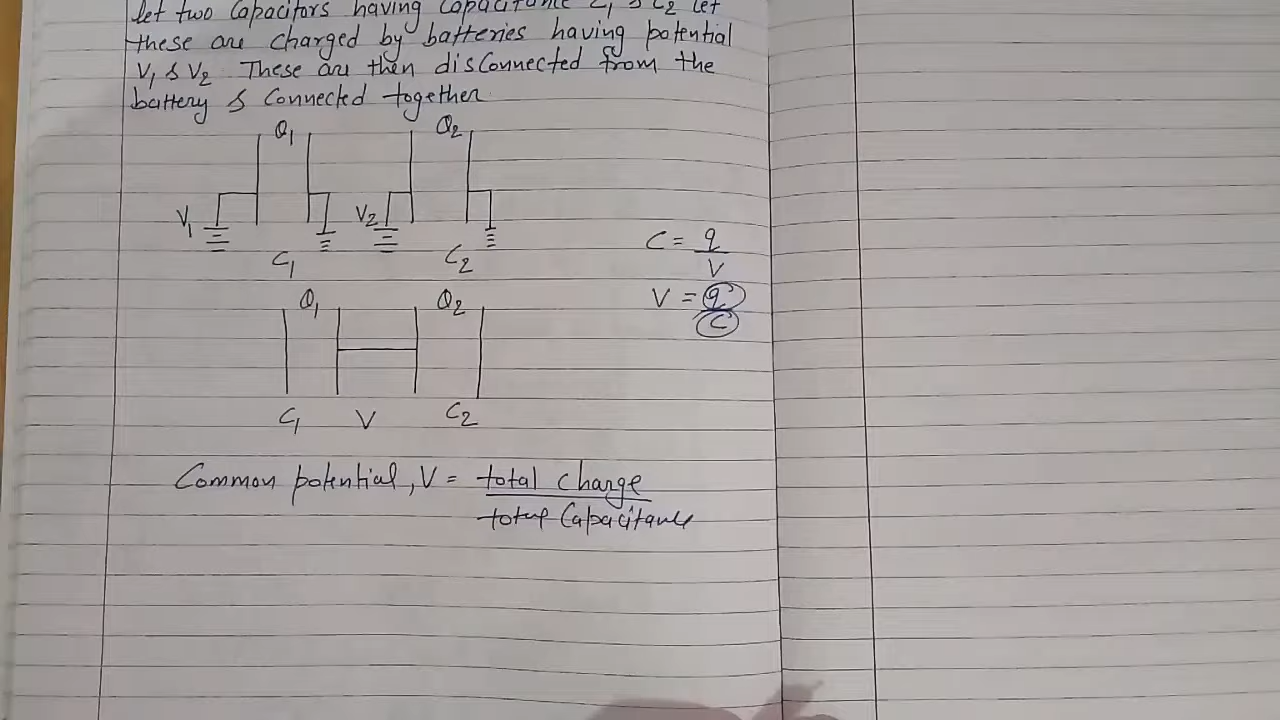 let two Capacitors having Capacitance C1 & C2 let
these are charged by batteries having potential
V1 & V2 These are then disConnected from the
battery & Connected together
Q1 Q2
V1 V2
C1 C2
C = q
V
V = q
C
Q1 Q2
C1 V C2
Common potential, V = total charge
total Capacitance